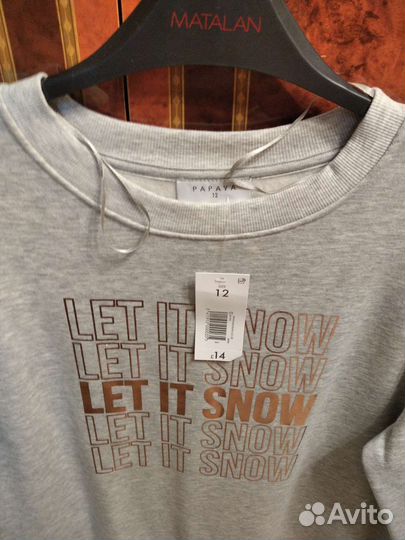 MATALAN
PAPAYA
12
SIZE
12
£14
LET IT SNOW
LET IT SNOW
LET IT SNOW
LET IT SNOW
LET IT SNOW
Avito